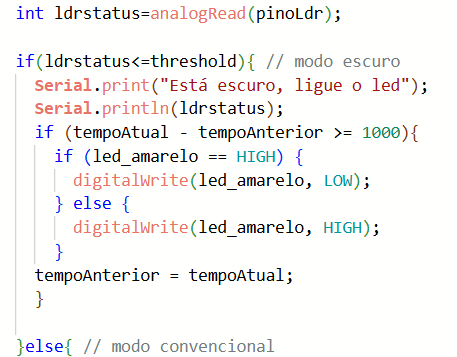 int ldrstatus=analogRead(pinoLdr);
if(ldrstatus<=threshold){ // modo escuro
Serial.print("Está escuro, ligue o led");
Serial.println(ldrstatus);
if (tempoAtual - tempoAnterior >= 1000){
if (led_amarelo == HIGH) {
digitalWrite(led_amarelo, LOW);
} else {
digitalWrite(led_amarelo, HIGH);
}
tempoAnterior = tempoAtual;
}
}else{ // modo convencional